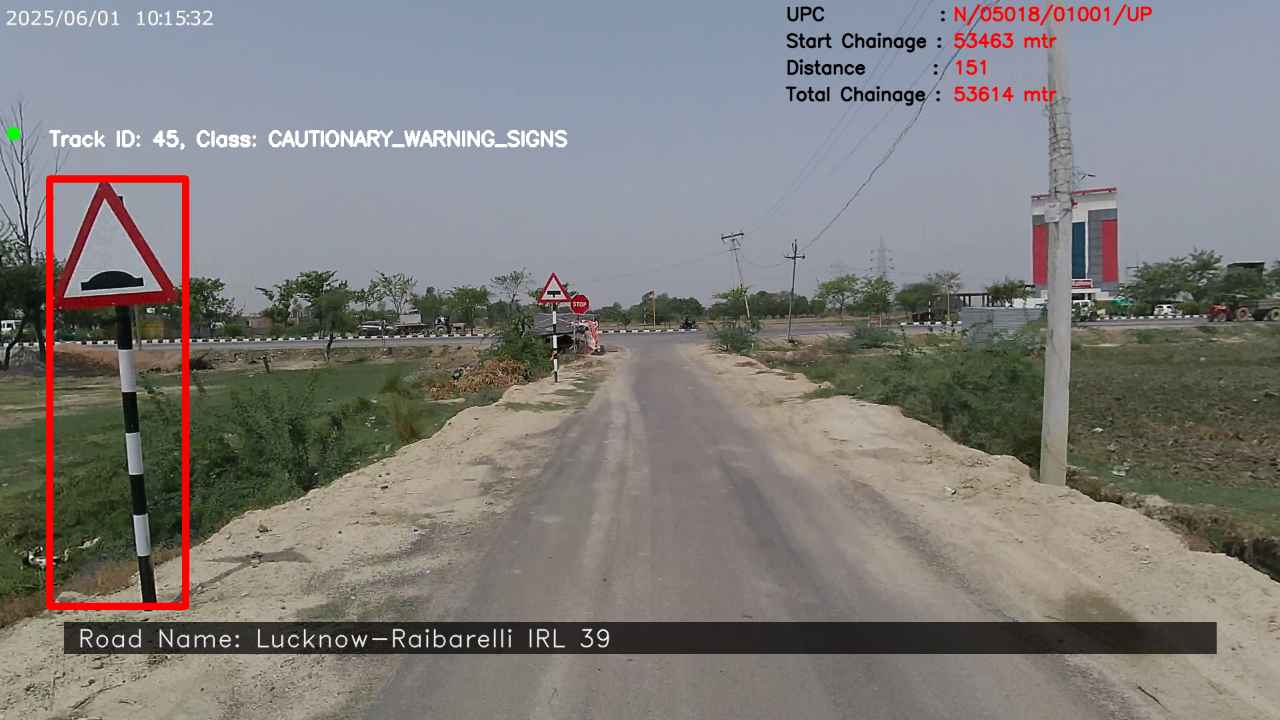 2025/06/01 10:15:32
UPC : N/05018/01001/UP
Start Chainage : 53463 mtr
Distance : 151
Total Chainage : 53614 mtr
Track ID: 45, Class: CAUTIONARY_WARNING_SIGNS
STOP
Road Name: Lucknow-Raibarelli IRL 39